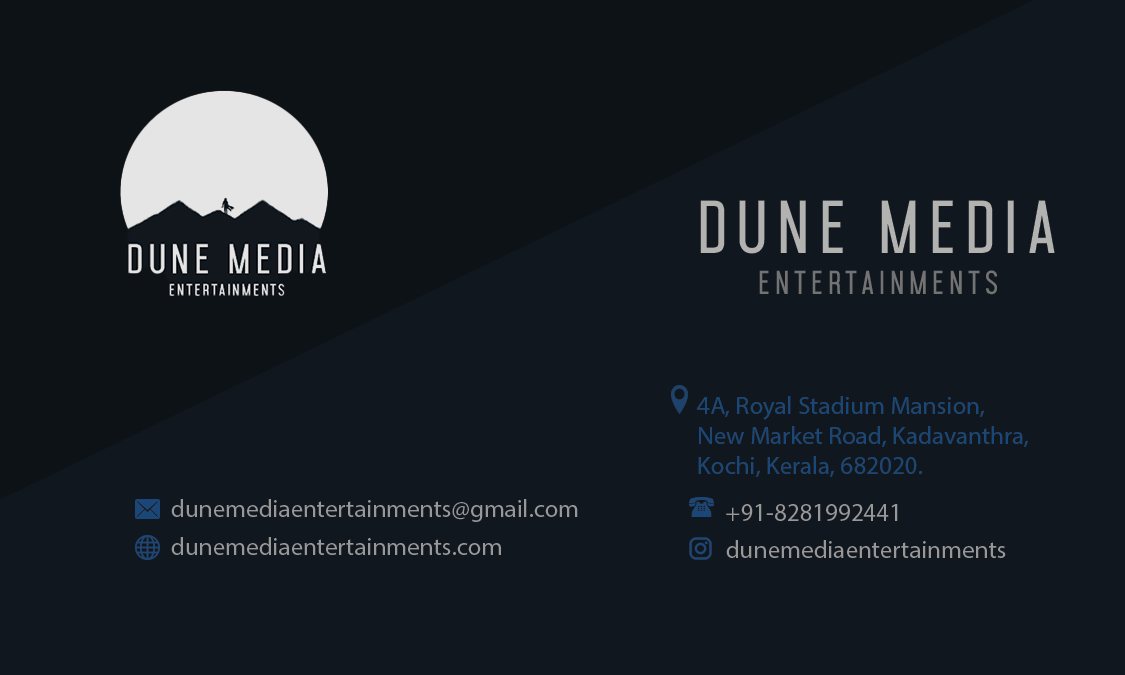 DUNE MEDIA
ENTERTAINMENTS
DUNE MEDIA
ENTERTAINMENTS
4A, Royal Stadium Mansion,
New Market Road, Kadavanthra,
Kochi, Kerala, 682020.
dunemediaentertainments@gmail.com
dunemediaentertainments.com
+91-8281992441
dunemediaentertainments